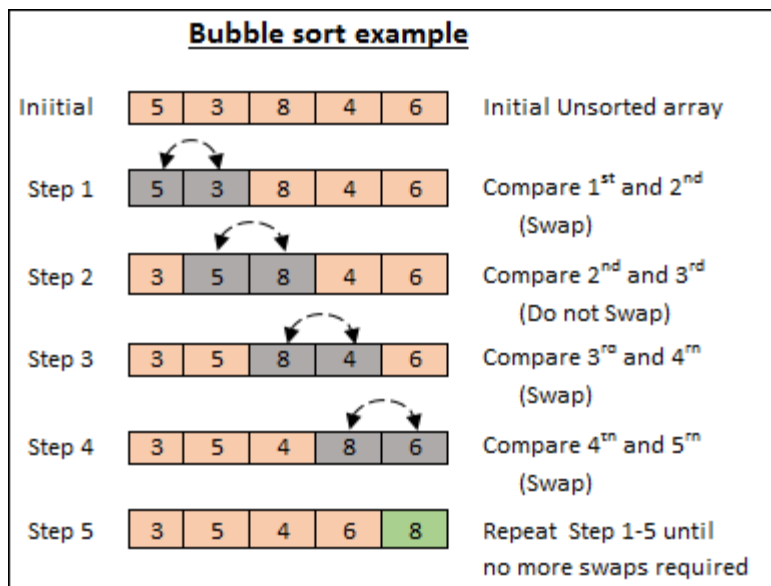 Bubble sort example
Iniitial 5 3 8 4 6 Initial Unsorted array
Step 1 5 3 8 4 6 Compare 1st and 2nd
(Swap)
Step 2 3 5 8 4 6 Compare 2nd and 3rd
(Do not Swap)
Step 3 3 5 8 4 6 Compare 3rd and 4th
(Swap)
Step 4 3 5 4 8 6 Compare 4th and 5th
(Swap)
Step 5 3 5 4 6 8 Repeat Step 1-5 until
no more swaps required